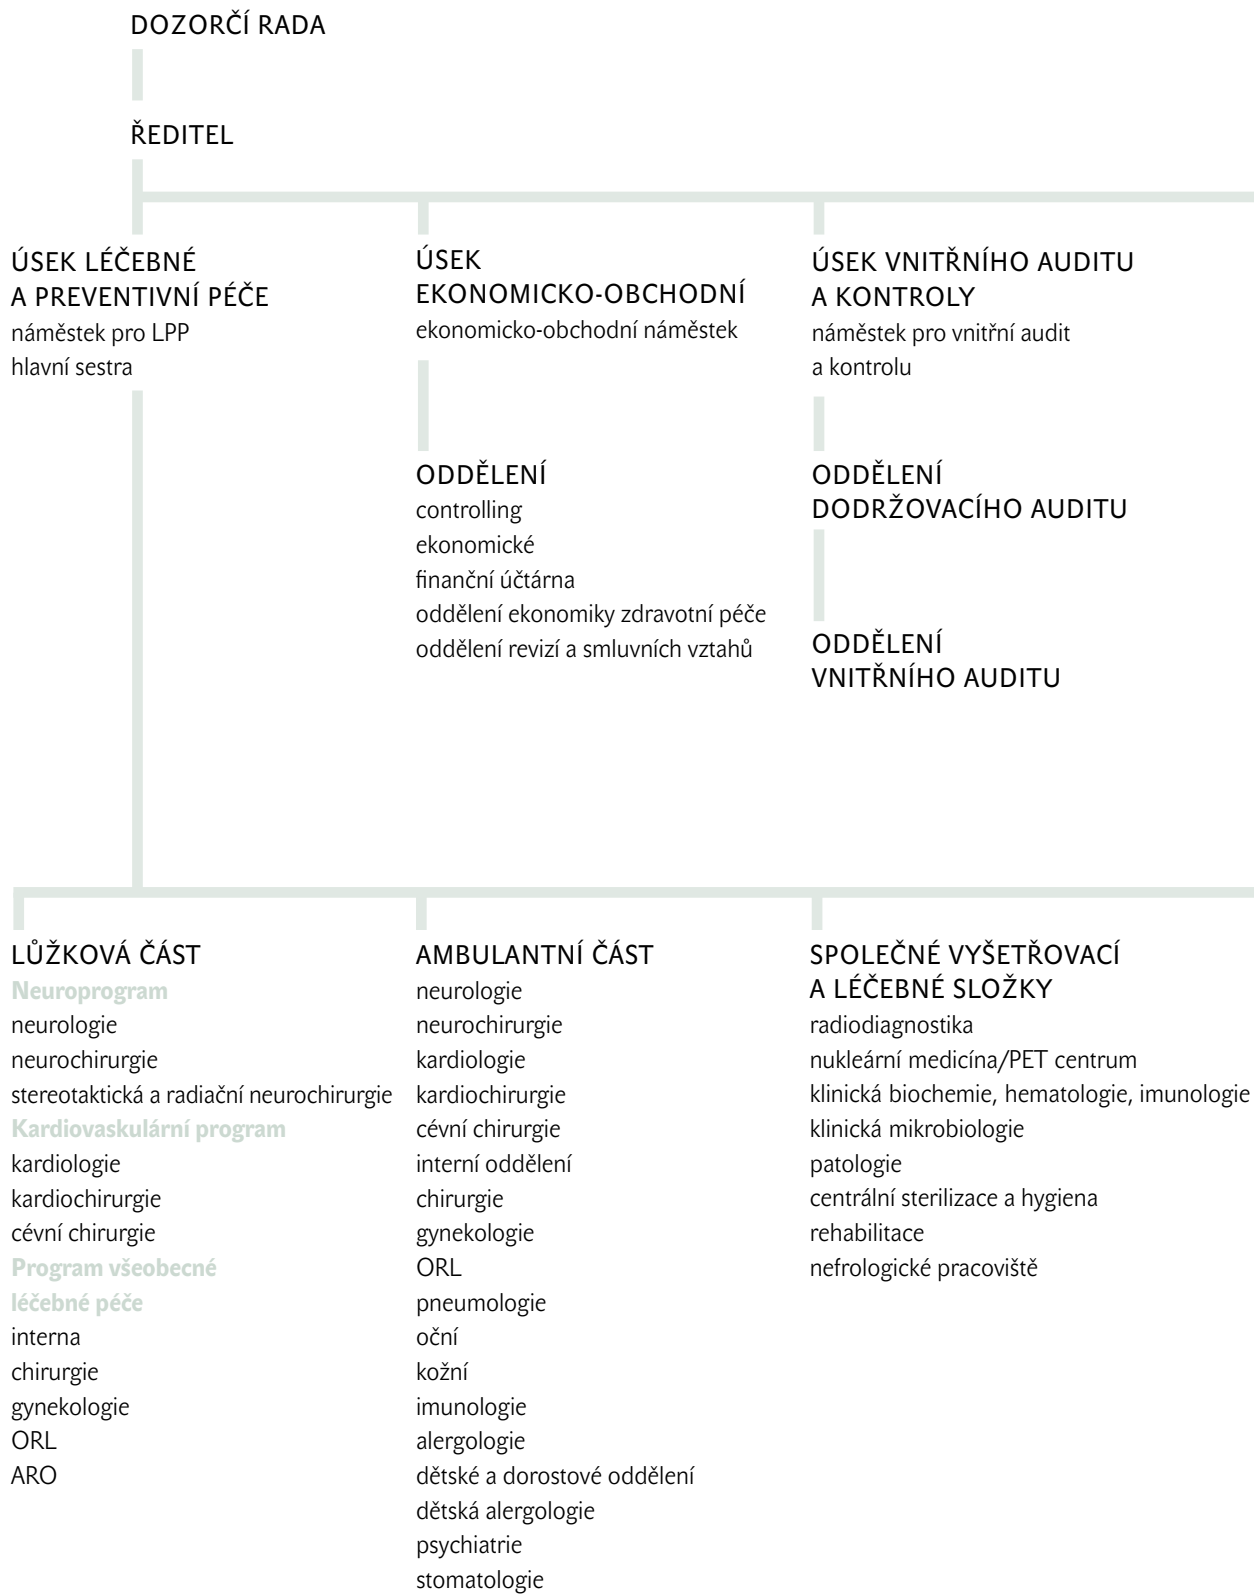 DOZORČÍ RADA
ŘEDITEL
ÚSEK LÉČEBNÉ
A PREVENTIVNÍ PÉČE
náměstek pro LPP
hlavní sestra
ÚSEK
EKONOMICKO-OBCHODNÍ
ekonomicko-obchodní náměstek
ÚSEK VNITŘNÍHO AUDITU
A KONTROLY
náměstek pro vnitřní audit
a kontrolu
ODDĚLENÍ
controlling
ekonomické
finanční účtárna
oddělení ekonomiky zdravotní péče
oddělení revizí a smluvních vztahů
ODDĚLENÍ
DODRŽOVACÍHO AUDITU
ODDĚLENÍ
VNITŘNÍHO AUDITU
LŮŽKOVÁ ČÁST
Neuroprogram
neurologie
neurochirurgie
stereotaktická a radiační neurochirurgie
Kardiovaskulární program
kardiologie
kardiochirurgie
cévní chirurgie
Program všeobecné
léčebné péče
interna
chirurgie
gynekologie
ORL
ARO
AMBULANTNÍ ČÁST
neurologie
neurochirurgie
kardiologie
kardiochirurgie
cévní chirurgie
interní oddělení
chirurgie
gynekologie
ORL
pneumologie
oční
kožní
imunologie
alergologie
dětské a dorostové oddělení
dětská alergologie
psychiatrie
stomatologie
SPOLEČNÉ VYŠETŘOVACÍ
A LÉČEBNÉ SLOŽKY
radiodiagnostika
nukleární medicína/PET centrum
klinická biochemie, hematologie, imunologie
klinická mikrobiologie
patologie
centrální sterilizace a hygiena
rehabilitace
nefrologické pracoviště